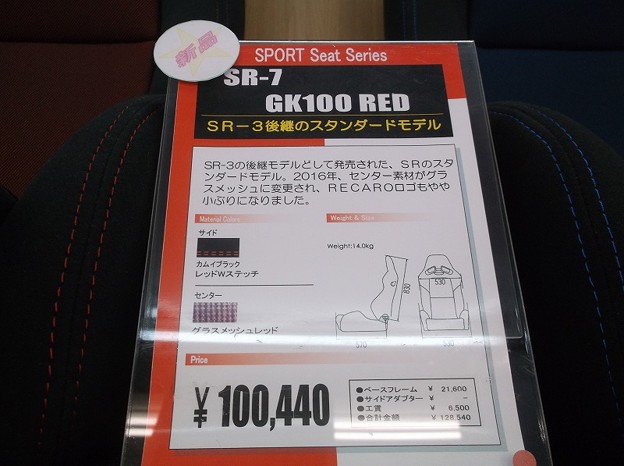 新品
SPORT Seat Series
SR-7
GK100 RED
SR-3後継のスタンダードモデル
SR-3の後継モデルとして発売された、SRのスタ
ンダードモデル。2016年、センター素材がグラ
スメッシュに変更され、RECAROロゴもやや
小ぶりになりました。
Material Colors
Weight & Size
サイド
Weight:14.0kg
カムイブラック
レッドWステッチ
センター
グラスメッシュレッド
830
530
570
530
Price
¥100,440
●ベースフレーム ¥ 21,600
●サイドアダプター ¥ -
●工賃 ¥ 6,500
●合計金額 ¥ 128,540